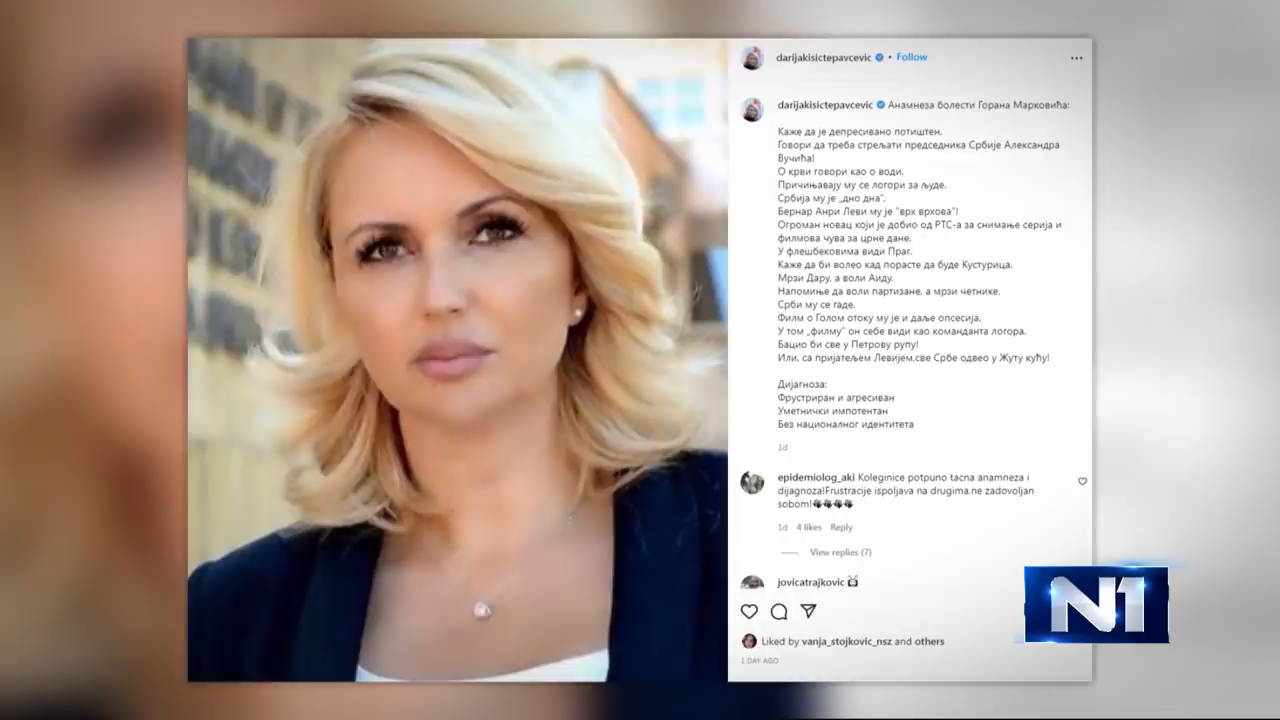 darijakisictepavcevic • Follow
darijakisictepavcevic Анамнеза болести Горана Марковића:
Каже да је депресивано потиштен.
Говори да треба стрељати председника Србије Александра
Вучића!
О крви говори као о води.
Причињавају му се логори за људе.
Србија му је „дно дна".
Бернар Анри Леви му је "врх врхова"!
Огроман новац који је добио од РТС-а за снимање серија и
филмова чува за црне дане.
У флешбековима види Праг.
Каже да би волео кад порасте да буде Кустурица.
Мрзи Дару, а воли Аиду.
Напомиње да воли партизане, а мрзи четнике.
Срби му се гаде.
Филм о Голом отоку му је и даље опсесија.
У том „филму" он себе види као команданта логора.
Бацио би све у Петрову рупу!
Или, са пријатељем Левијем,све Србе одвео у Жуту кућу!
Дијагноза:
Фрустриран и агресиван
Уметнички импотентан
Без националног идентитета
1d
epidemiolog_aki Koleginice potpuno tacna anamneza i
dijagnoza!Frustracije ispoljava na drugima,ne zadovoljan
sobom!
1d 4 likes Reply
View replies (7)
jovicatrajkovic
Liked by vanja_stojkovic_nsz and others
1 DAY AGO
N1